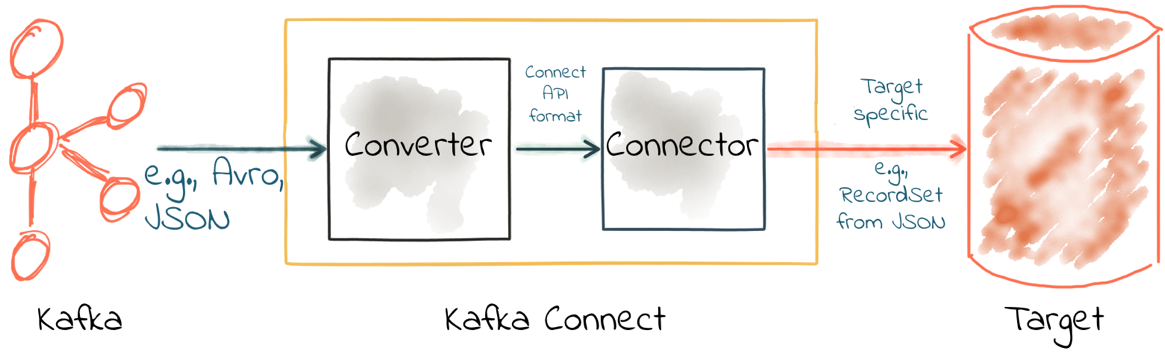 Connect
API
format
Converter
Connector
e.g., Avro,
JSON
Target
specific
e.g.,
RecordSet
from JSON
Kafka
Kafka Connect
Target